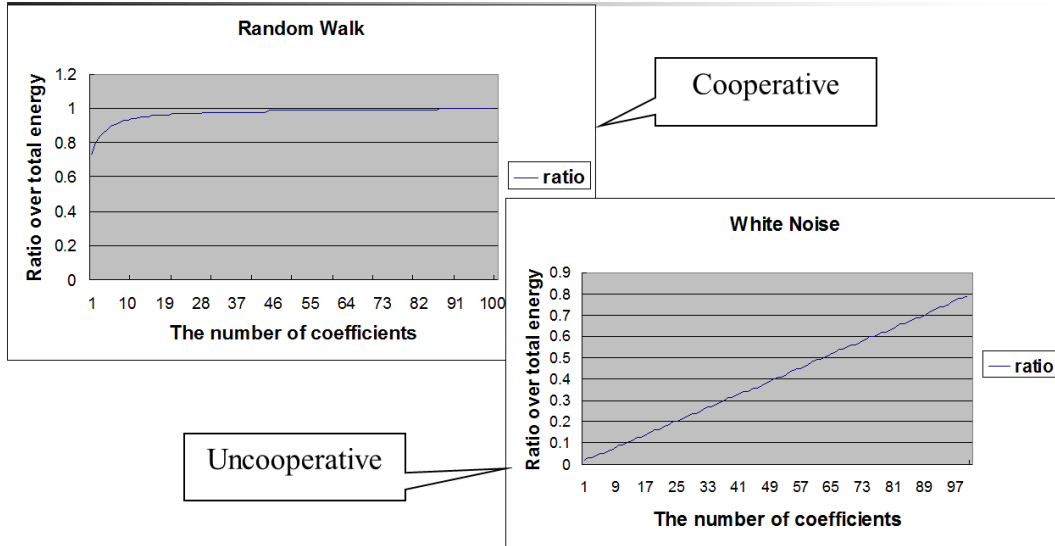 Random Walk
Ratio over total energy
1.2
1
0.8
0.6
0.4
0.2
0
1 10 19 28 37 46 55 64 73 82 91 100
The number of coefficients
ratio
Cooperative
White Noise
Ratio over total energy
0.9
0.8
0.7
0.6
0.5
0.4
0.3
0.2
0.1
0
1 9 17 25 33 41 49 57 65 73 81 89 97
The number of coefficients
ratio
Uncooperative